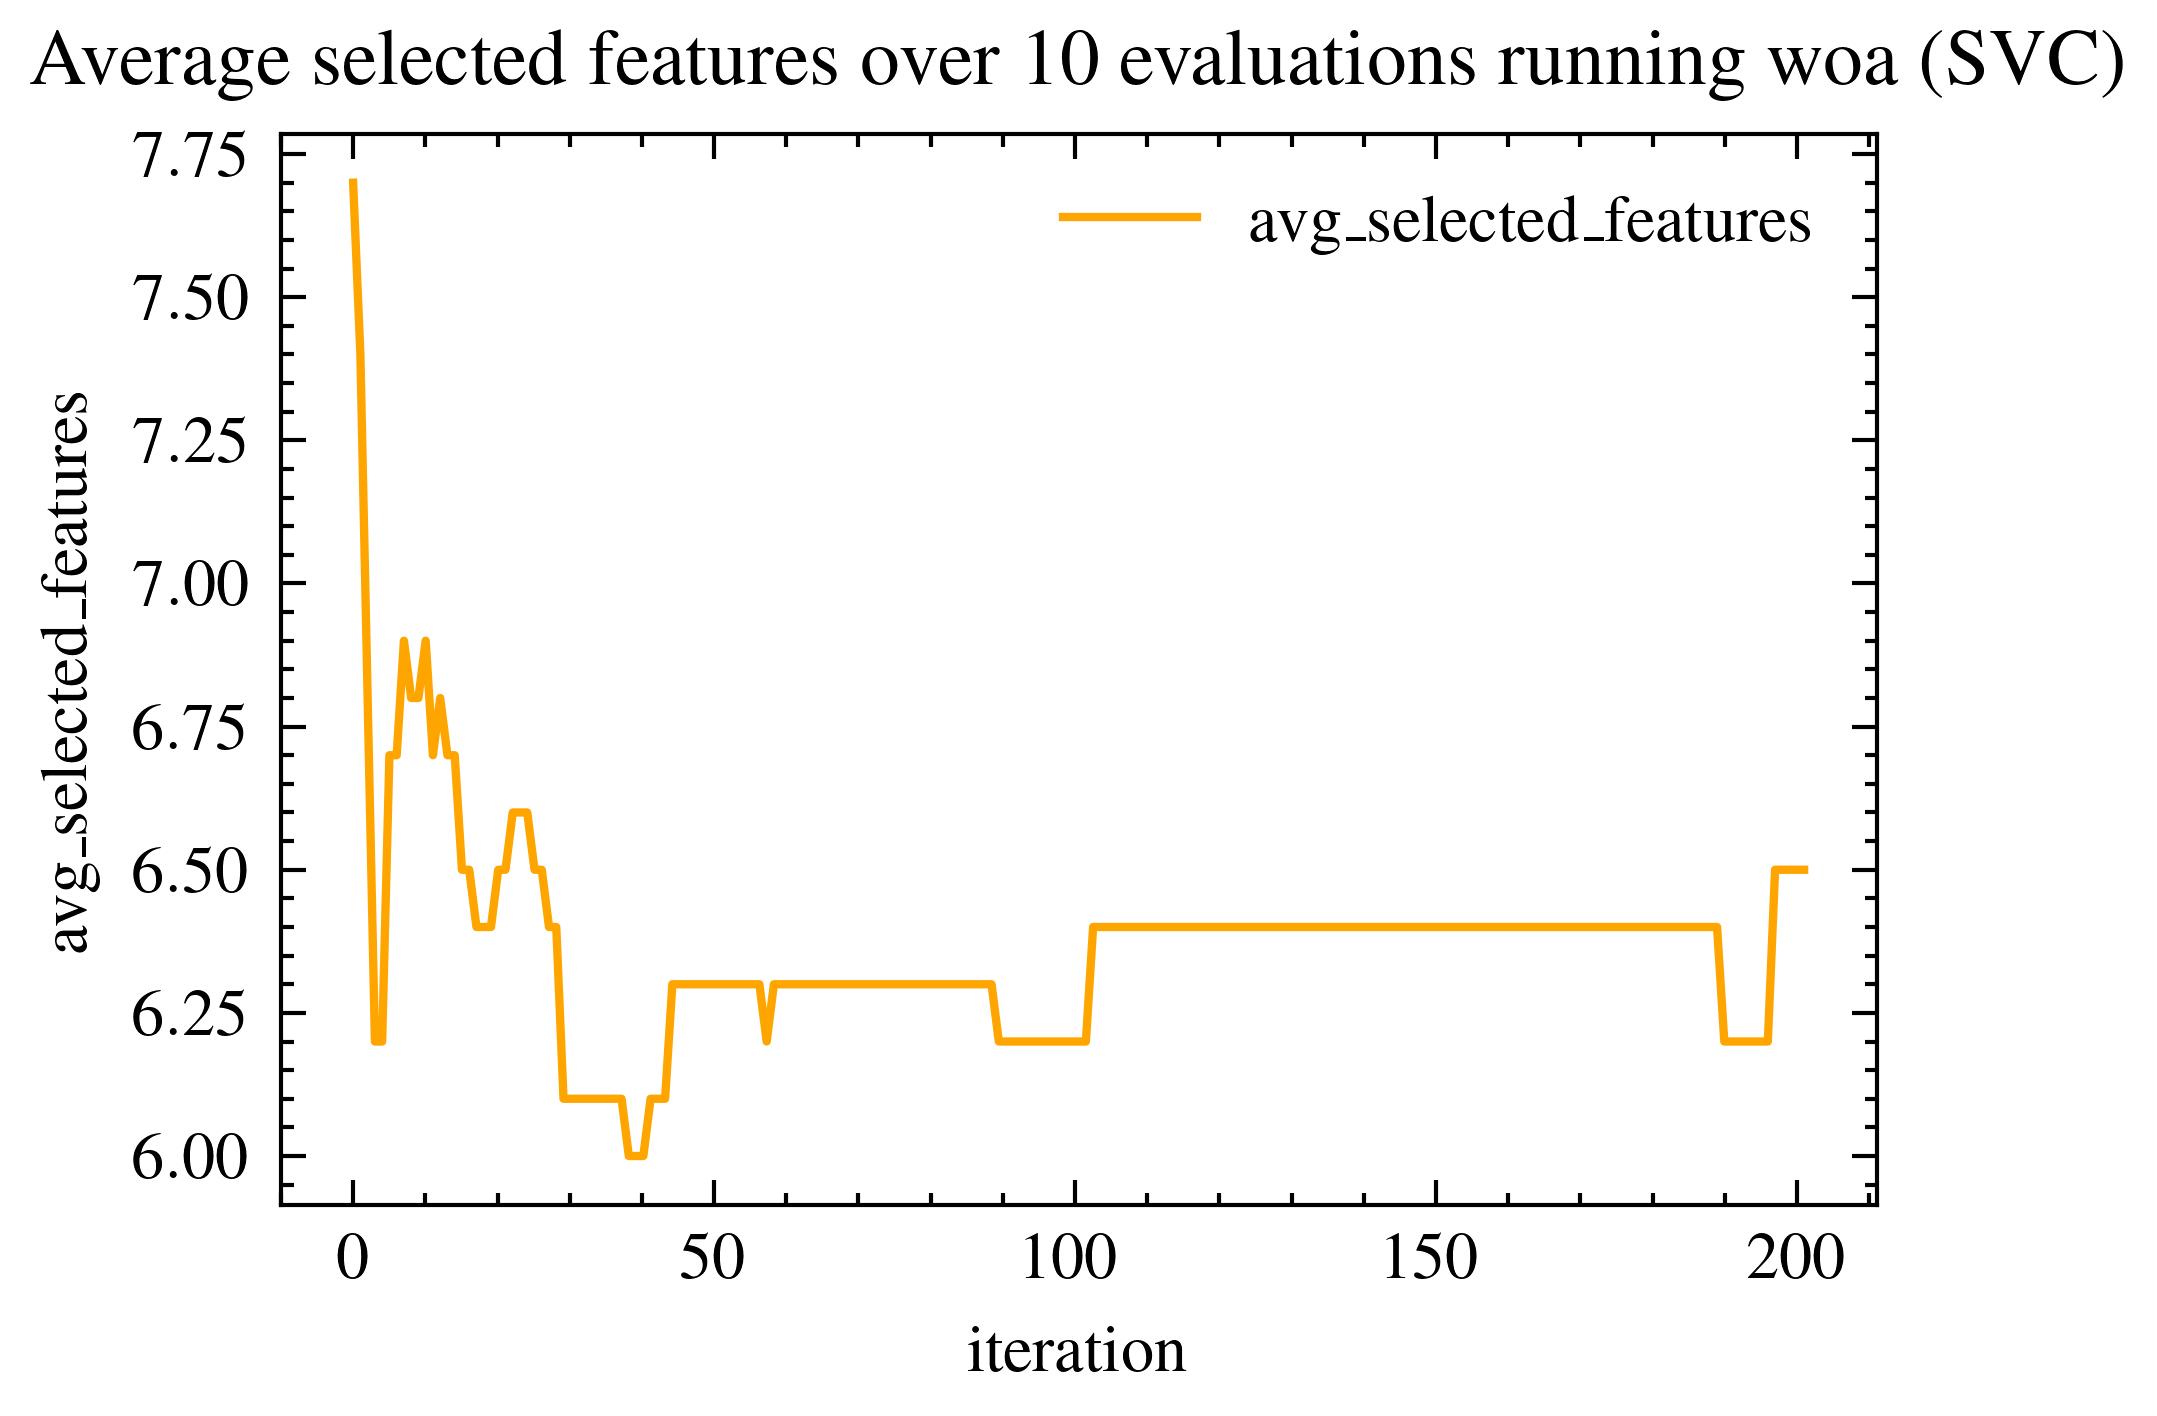 Average selected features over 10 evaluations running woa (SVC)
avg_selected_features
7.75
7.50
7.25
7.00
6.75
6.50
6.25
6.00
avg_selected_features
0 50 100 150 200
iteration